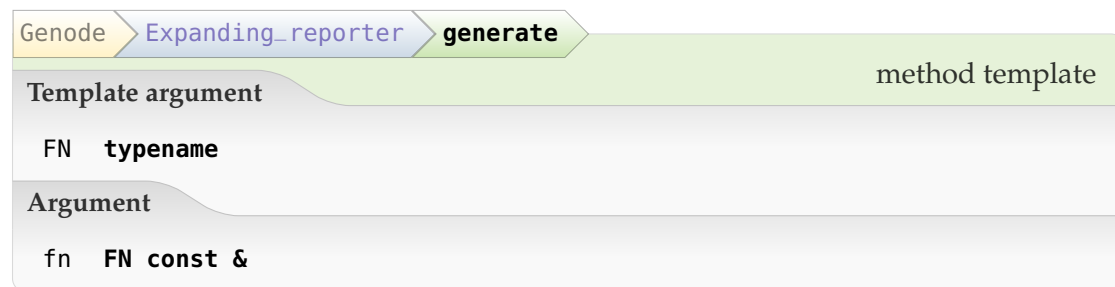 Genode Expanding_reporter generate
method template
Template argument
FN typename
Argument
fn FN const &